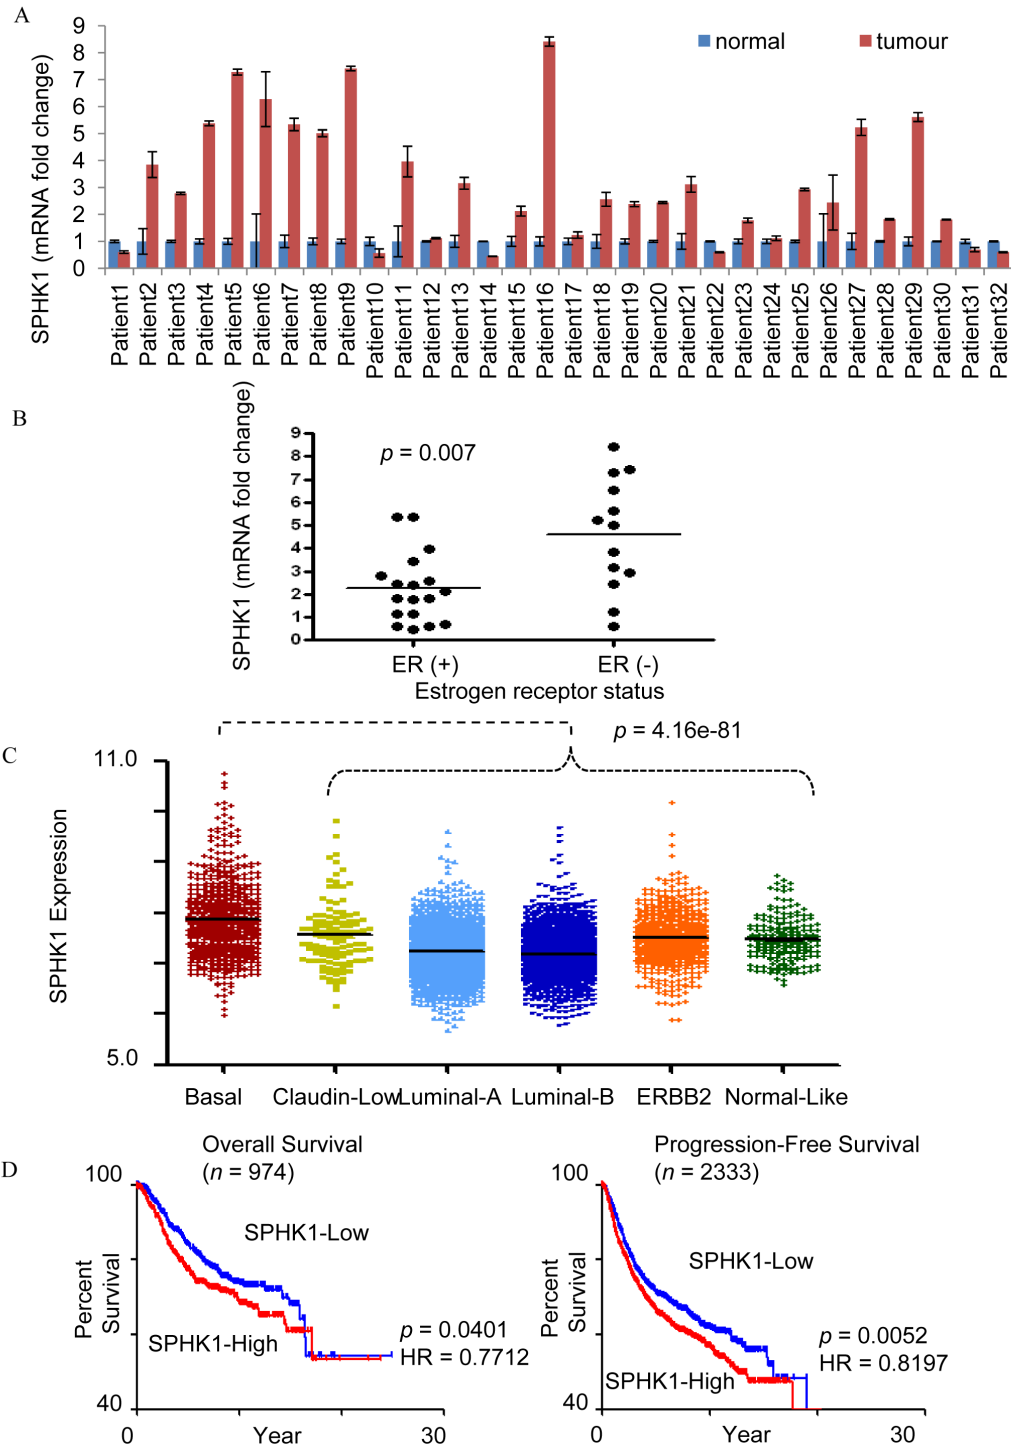 A
SPHK1 (mRNA fold change)
9
8
7
6
5
4
3
2
1
0
normal
tumour
Patient1
Patient2
Patient3
Patient4
Patient5
Patient6
Patient7
Patient8
Patient9
Patient10
Patient11
Patient12
Patient13
Patient14
Patient15
Patient16
Patient17
Patient18
Patient19
Patient20
Patient21
Patient22
Patient23
Patient24
Patient25
Patient26
Patient27
Patient28
Patient29
Patient30
Patient31
Patient32
B
SPHK1 (mRNA fold change)
9
8
7
6
5
4
3
2
1
0
p = 0.007
ER (+)
ER (-)
Estrogen receptor status
C
p = 4.16e-81
SPHK1 Expression
11.0
5.0
Basal
Claudin-Low
Luminal-A
Luminal-B
ERBB2
Normal-Like
D
Overall Survival
(n = 974)
100
Percent
Survival
SPHK1-Low
SPHK1-High
p = 0.0401
HR = 0.7712
40
0
Year
30
Progression-Free Survival
(n = 2333)
100
Percent
Survival
SPHK1-Low
p = 0.0052
HR = 0.8197
SPHK1-High
40
0
Year
30